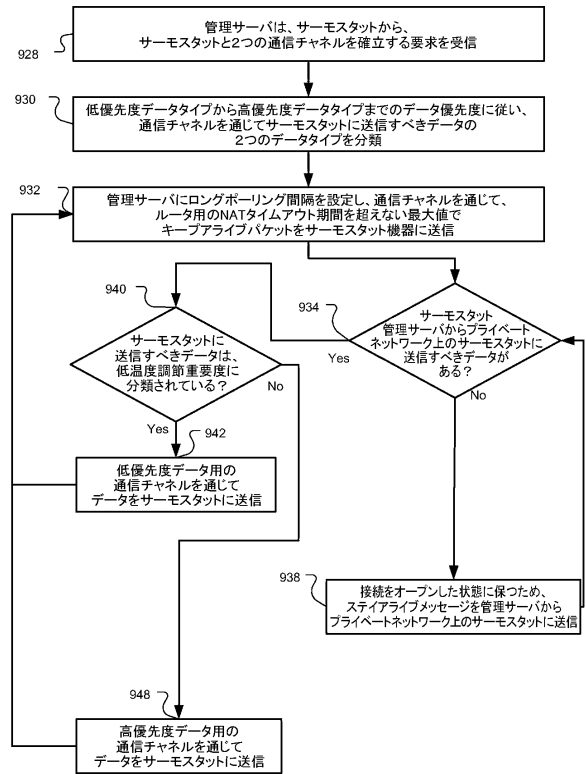 管理サーバは、サーモスタットから、
サーモスタットと2つの通信チャネルを確立する要求を受信
928
930
低優先度データタイプから高優先度データタイプまでのデータ優先度に従い、
通信チャネルを通じてサーモスタットに送信すべきデータの
2つのデータタイプを分類
932
管理サーバにロングポーリング間隔を設定し、通信チャネルを通じて、
ルータ用のNATタイムアウト期間を超えない最大値で
キープアライブパケットをサーモスタット機器に送信
934
サーモスタット
管理サーバからプライベート
ネットワーク上のサーモスタットに
送信すべきデータが
ある?
Yes
No
940
サーモスタットに
送信すべきデータは、
低温度調節重要度に
分類されている?
No
Yes
942
低優先度データ用の
通信チャネルを通じて
データをサーモスタットに送信
938
接続をオープンした状態に保つため、
ステイアライブメッセージを管理サーバから
プライベートネットワーク上のサーモスタットに送信
948
高優先度データ用の
通信チャネルを通じて
データをサーモスタットに送信